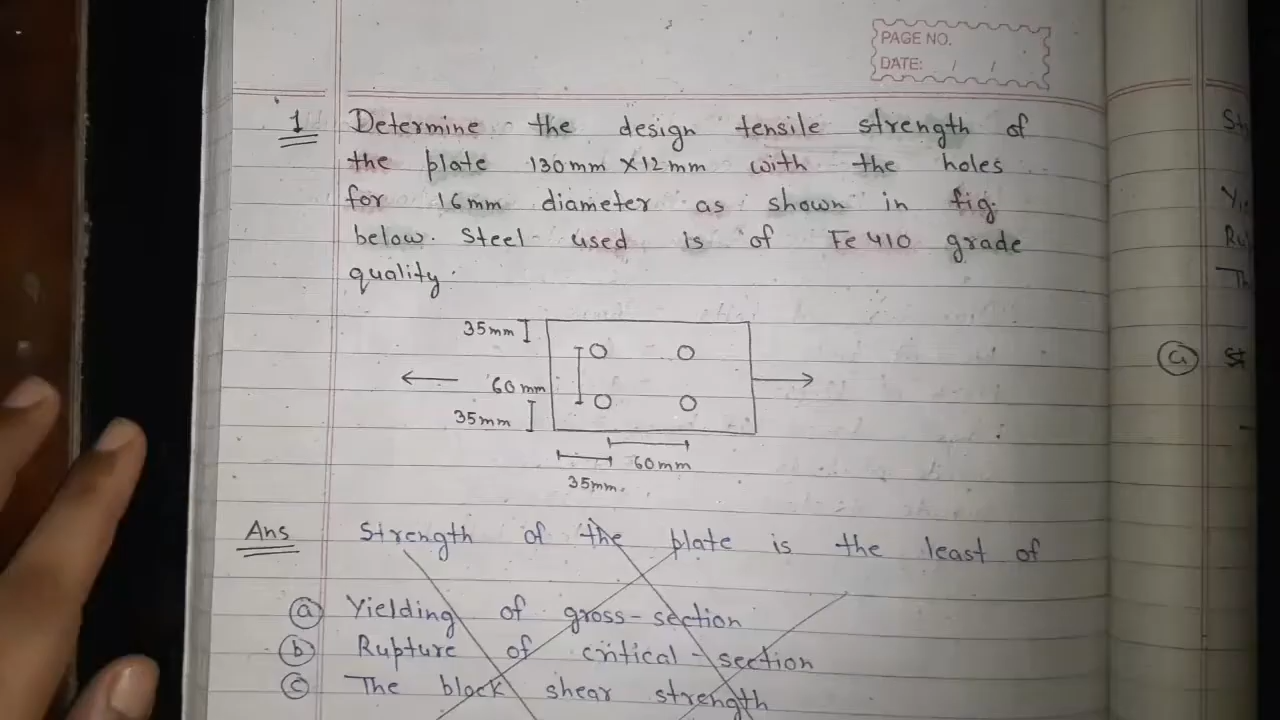 PAGE NO.
DATE: / /
1 Determine the design tensile strength of
the plate 130mm X12mm with the holes
for 16mm diameter as shown in fig.
below. Steel used is of Fe 410 grade
quality.
35mm
60mm
35mm
60mm
35mm.
Ans Strength of the plate is the least of
(a) Yielding of gross-section
(b) Rupture of critical-section
(c) The block shear strength
(a)